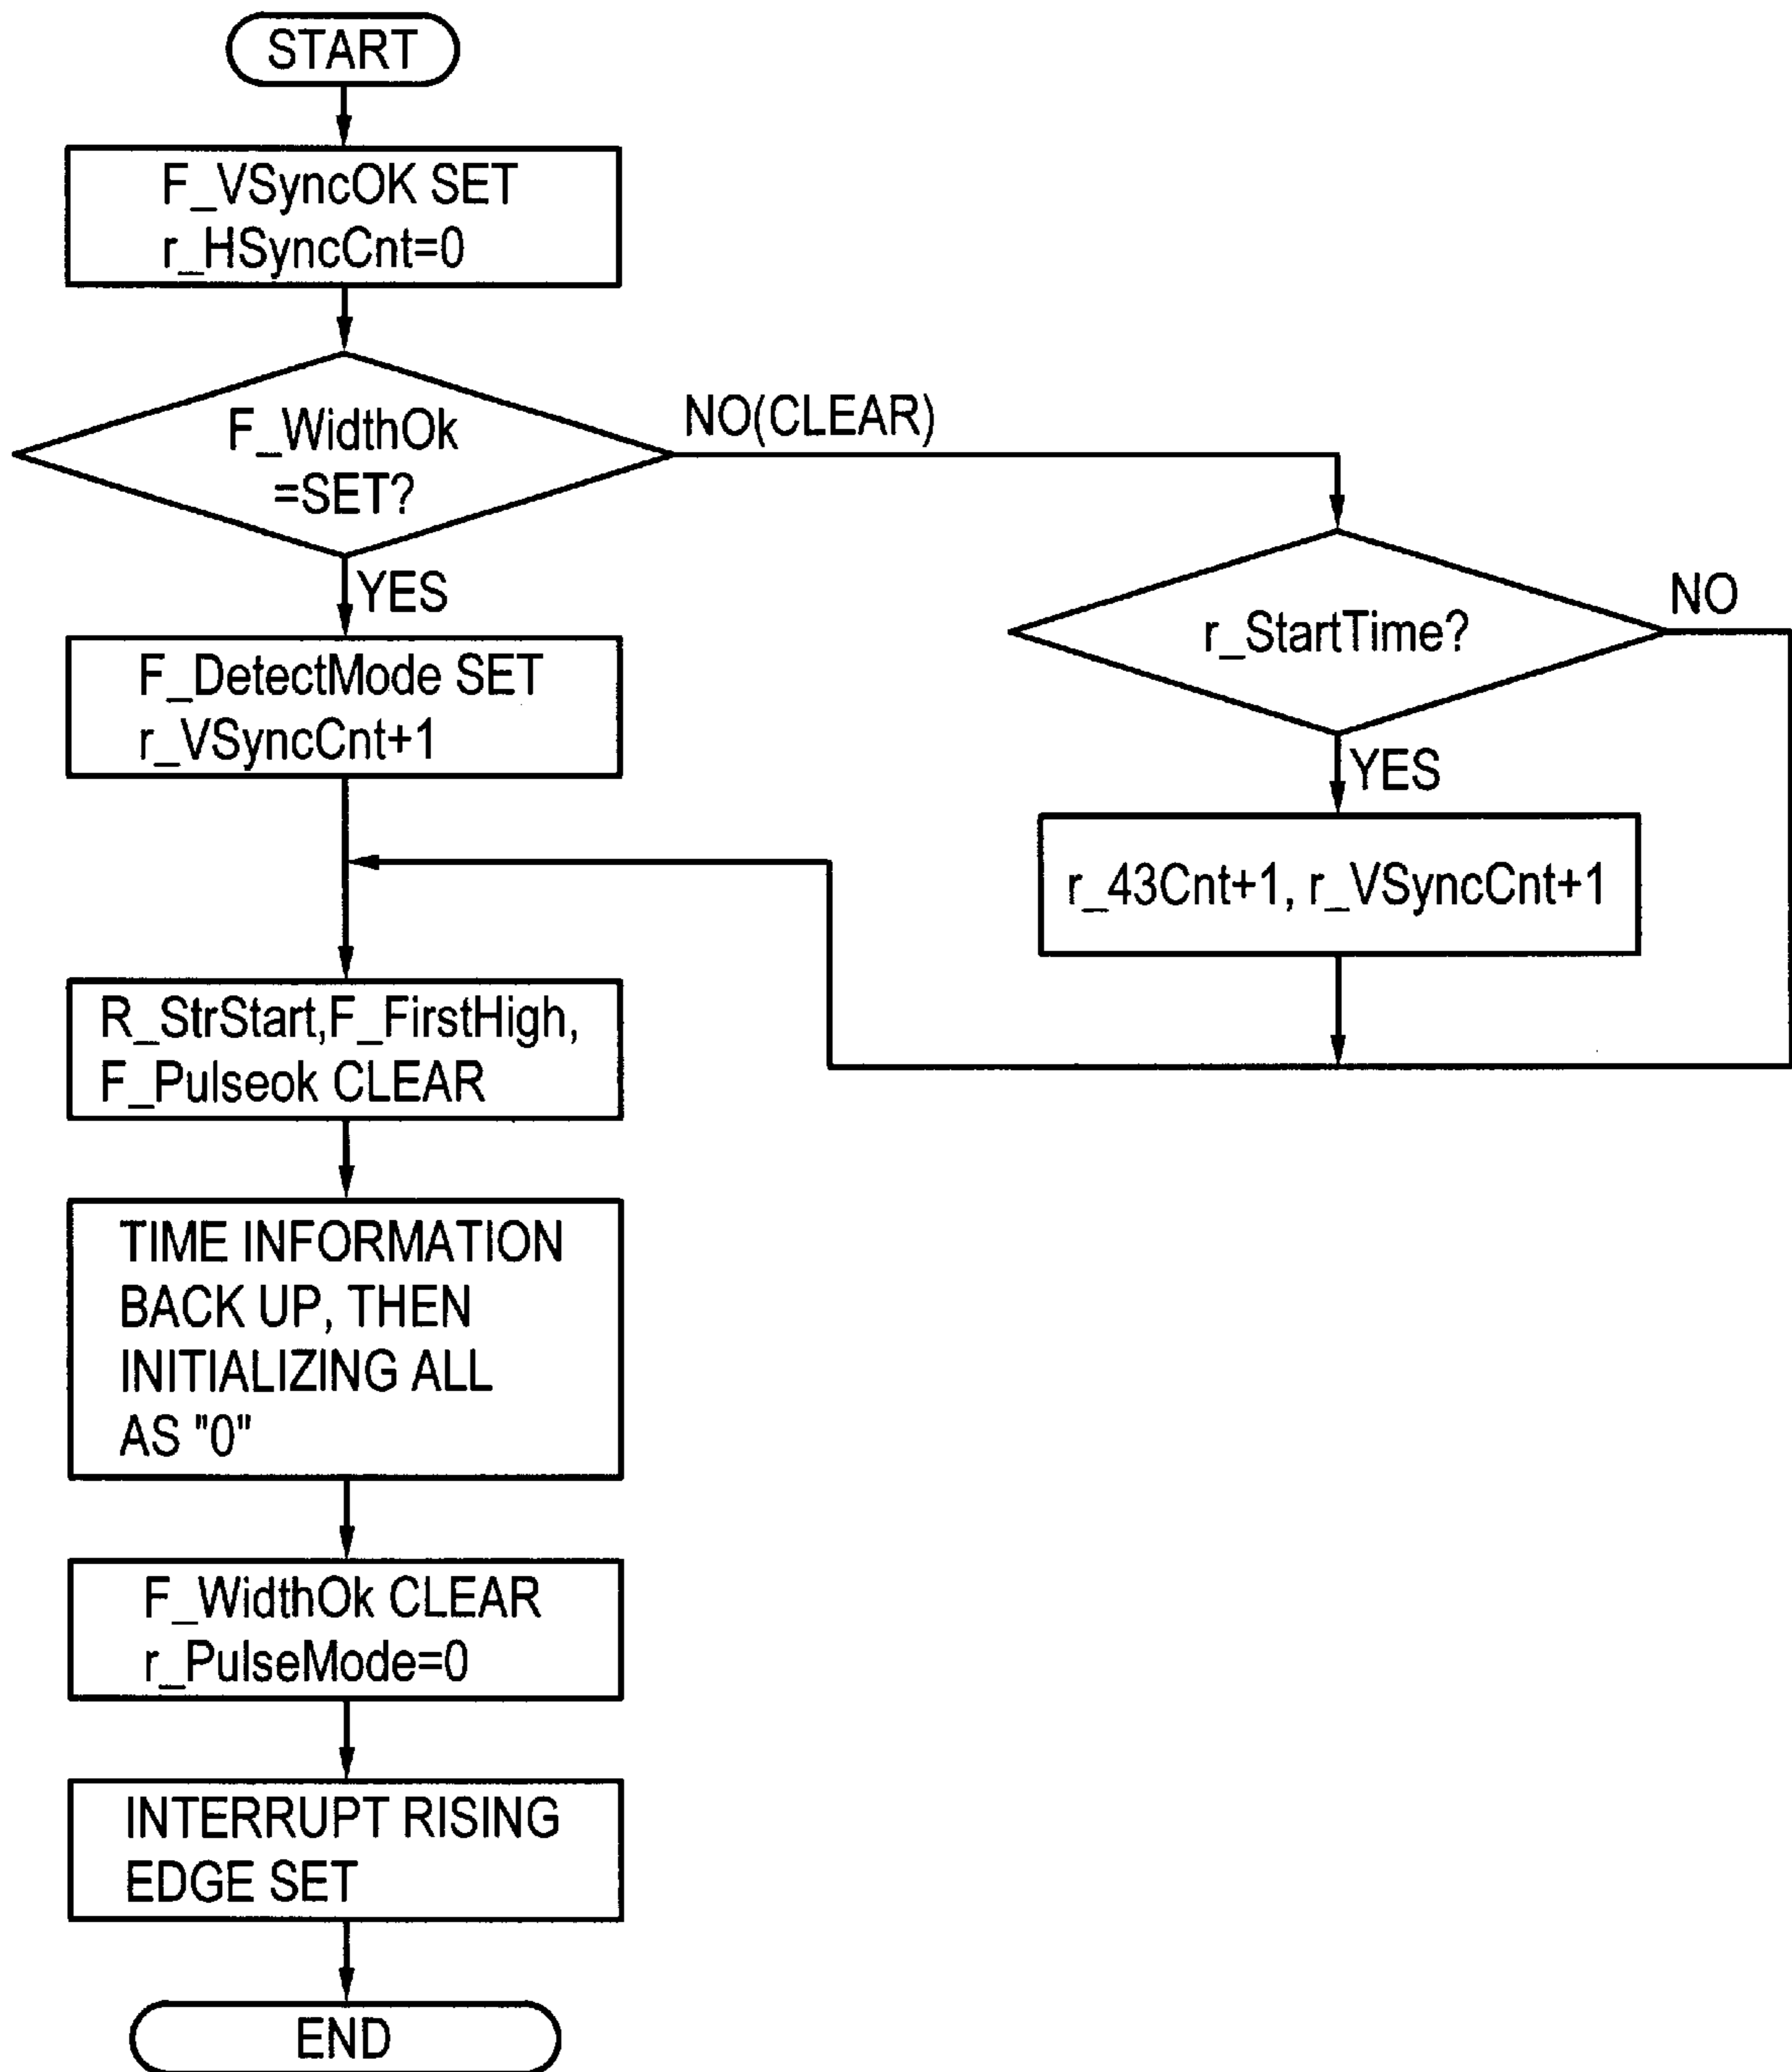 START
F_VSyncOK SET
r_HSyncCnt=0
F_WidthOk
=SET?
NO(CLEAR)
YES
r_StartTime?
NO
F_DetectMode SET
r_VSyncCnt+1
YES
r_43Cnt+1, r_VSyncCnt+1
R_StrStart,F_FirstHigh,
F_Pulseok CLEAR
TIME INFORMATION
BACK UP, THEN
INITIALIZING ALL
AS "0"
F_WidthOk CLEAR
r_PulseMode=0
INTERRUPT RISING
EDGE SET
END